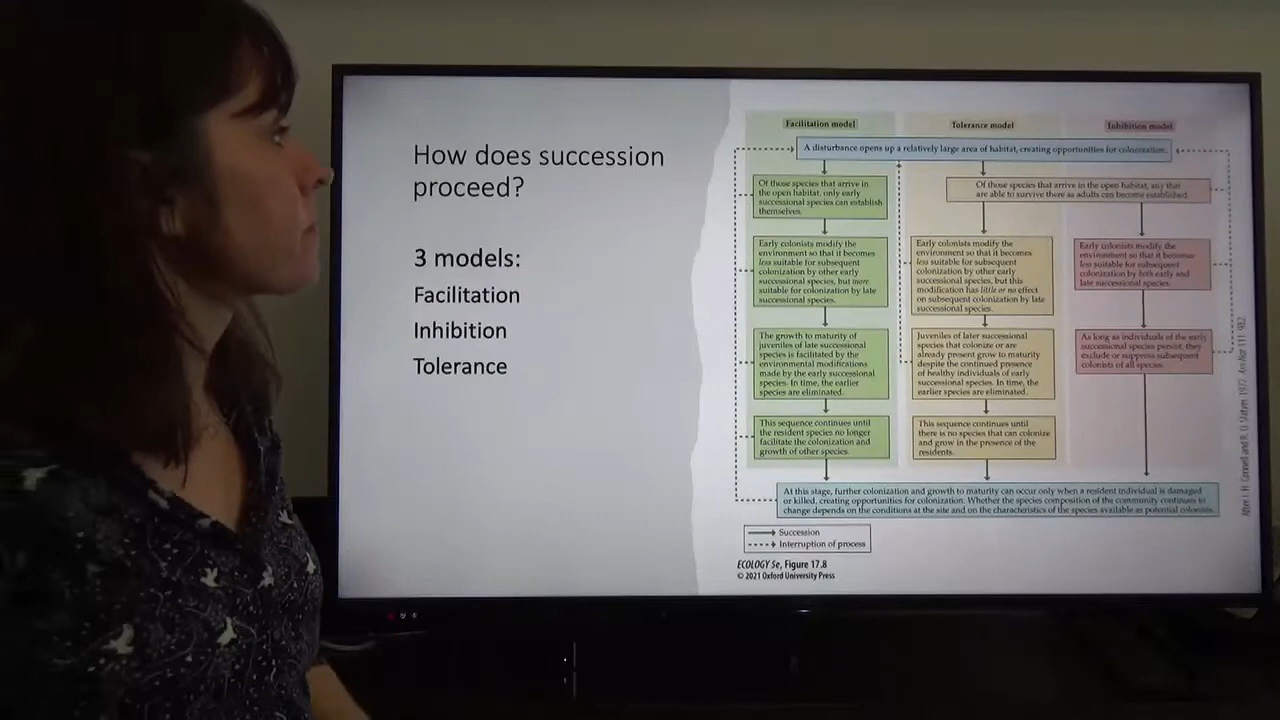 How does succession
proceed?
3 models:
Facilitation
Inhibition
Tolerance
Facilitation model
Tolerance model
Inhibition model
A disturbance opens up a relatively large area of habitat, creating opportunities for colonization.
Of those species that arrive in
the open habitat, only early
successional species can establish
themselves.
Of those species that arrive in the open habitat, any that
are able to survive there as adults can become established.
Early colonists modify the
environment so that it becomes
less suitable for subsequent
colonization by other early
successional species, but more
suitable for colonization by late
successional species.
Early colonists modify the
environment so that it becomes
less suitable for subsequent
colonization by other early
successional species, but this
modification has little or no effect
on subsequent colonization by late
successional species.
Early colonists modify the
environment so that it becomes
less suitable for subsequent
colonization by both early and
late successional species.
The growth to maturity of
juveniles of late successional
species is facilitated by the
environmental modifications
made by the early successional
species. In time, the earlier
species are eliminated.
Juveniles of later successional
species that colonize or are
already present grow to maturity
despite the continued presence
of healthy individuals of early
successional species. In time, the
earlier species are eliminated.
As long as individuals of the early
successional species persist, they
exclude or suppress subsequent
colonists of all species.
This sequence continues until
the resident species no longer
facilitate the colonization and
growth of other species.
This sequence continues until
there is no species that can colonize
and grow in the presence of the
residents.
At this stage, further colonization and growth to maturity can occur only when a resident individual is damaged
or killed, creating opportunities for colonization. Whether the species composition of the community continues to
change depends on the conditions at the site and on the characteristics of the species available as potential colonists.
Succession
Interruption of process
ECOLOGY 5e, Figure 17.8
© 2021 Oxford University Press
After J. H. Connell and R. O. Slatyer. 1977. Am Nat 111: 982.